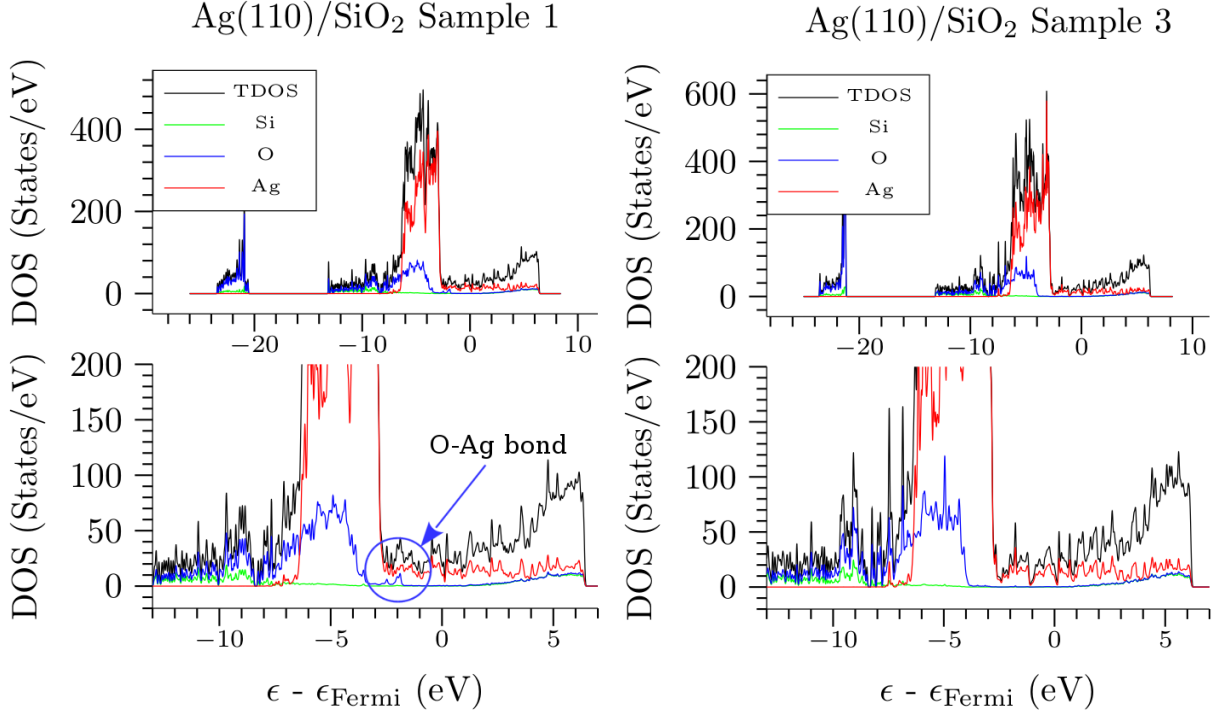 Ag(110)/SiO₂ Sample 1
DOS (States/eV)
400
200
0
TDOS
Si
O
Ag
−20
−10
0
10
Ag(110)/SiO₂ Sample 3
DOS (States/eV)
600
400
200
0
TDOS
Si
O
Ag
−20
−10
0
10
DOS (States/eV)
200
150
100
50
0
O-Ag bond
−10
−5
0
5
ϵ - ϵFermi (eV)
DOS (States/eV)
200
150
100
50
0
−10
−5
0
5
ϵ - ϵFermi (eV)